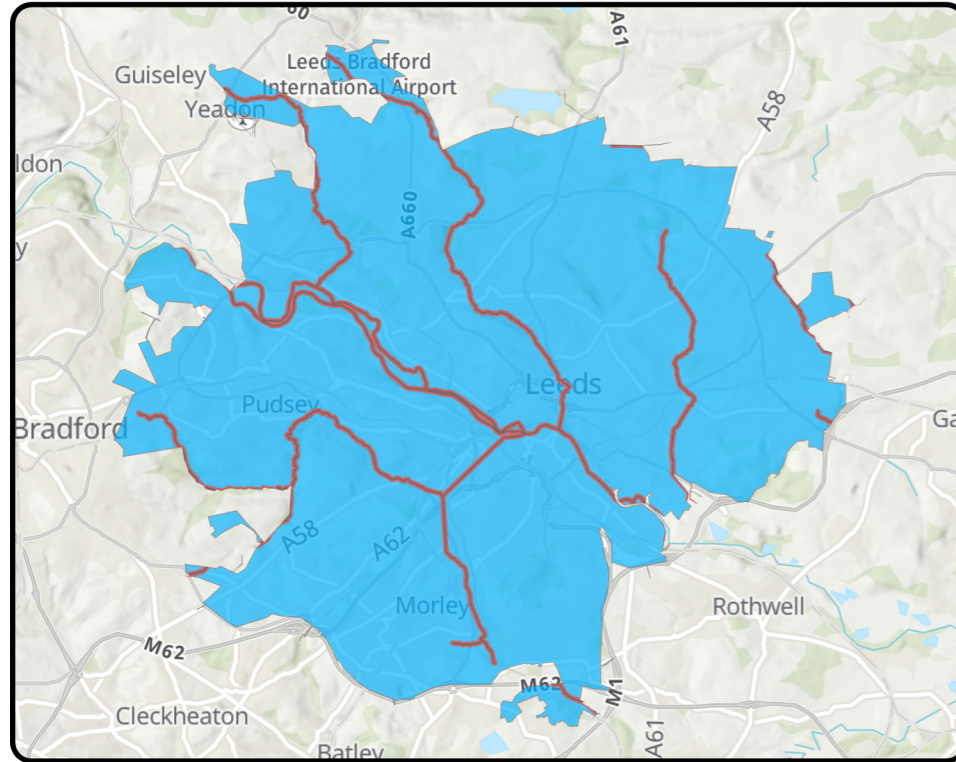 60
A61
Leeds Bradford
International Airport
Guiseley
Yeadon
A58
ldon
A660
y
Leeds
Pudsey
Bradford
Ga
A58
A62
Morley
Rothwell
M62
M62
M1
Cleckheaton
A61
Batley